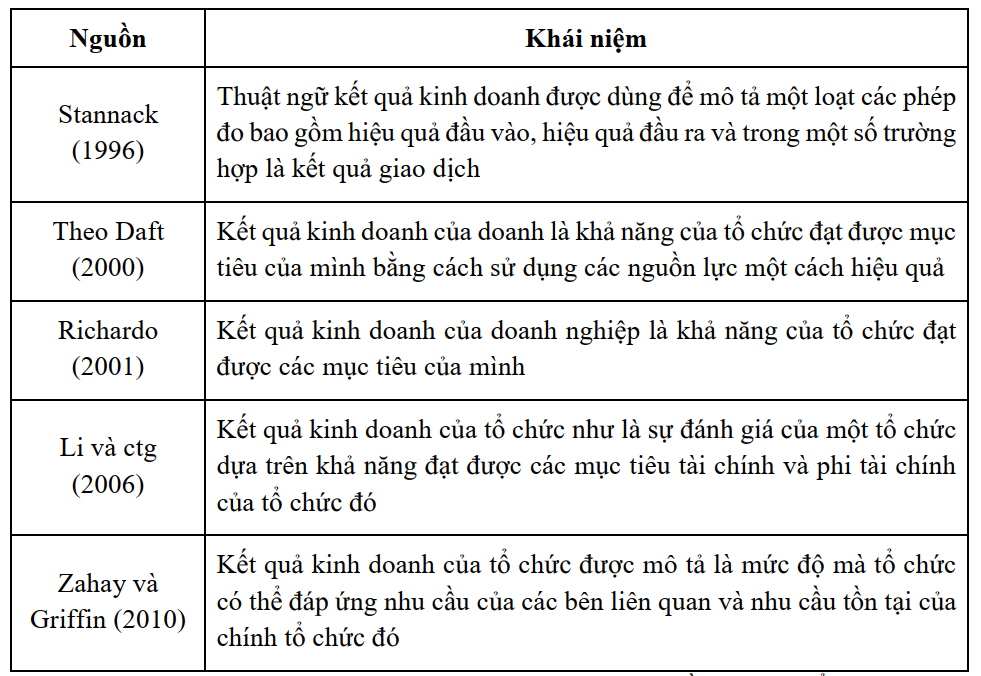 Nguồn
Khái niệm
Stannack
(1996)
Thuật ngữ kết quả kinh doanh được dùng để mô tả một loạt các phép
đo bao gồm hiệu quả đầu vào, hiệu quả đầu ra và trong một số trường
hợp là kết quả giao dịch
Theo Daft
(2000)
Kết quả kinh doanh của doanh là khả năng của tổ chức đạt được mục
tiêu của mình bằng cách sử dụng các nguồn lực một cách hiệu quả
Richardo
(2001)
Kết quả kinh doanh của doanh nghiệp là khả năng của tổ chức đạt
được các mục tiêu của mình
Li và ctg
(2006)
Kết quả kinh doanh của tổ chức như là sự đánh giá của một tổ chức
dựa trên khả năng đạt được các mục tiêu tài chính và phi tài chính
của tổ chức đó
Zahay và
Griffin (2010)
Kết quả kinh doanh của tổ chức được mô tả là mức độ mà tổ chức
có thể đáp ứng nhu cầu của các bên liên quan và nhu cầu tồn tại của
chính tổ chức đó